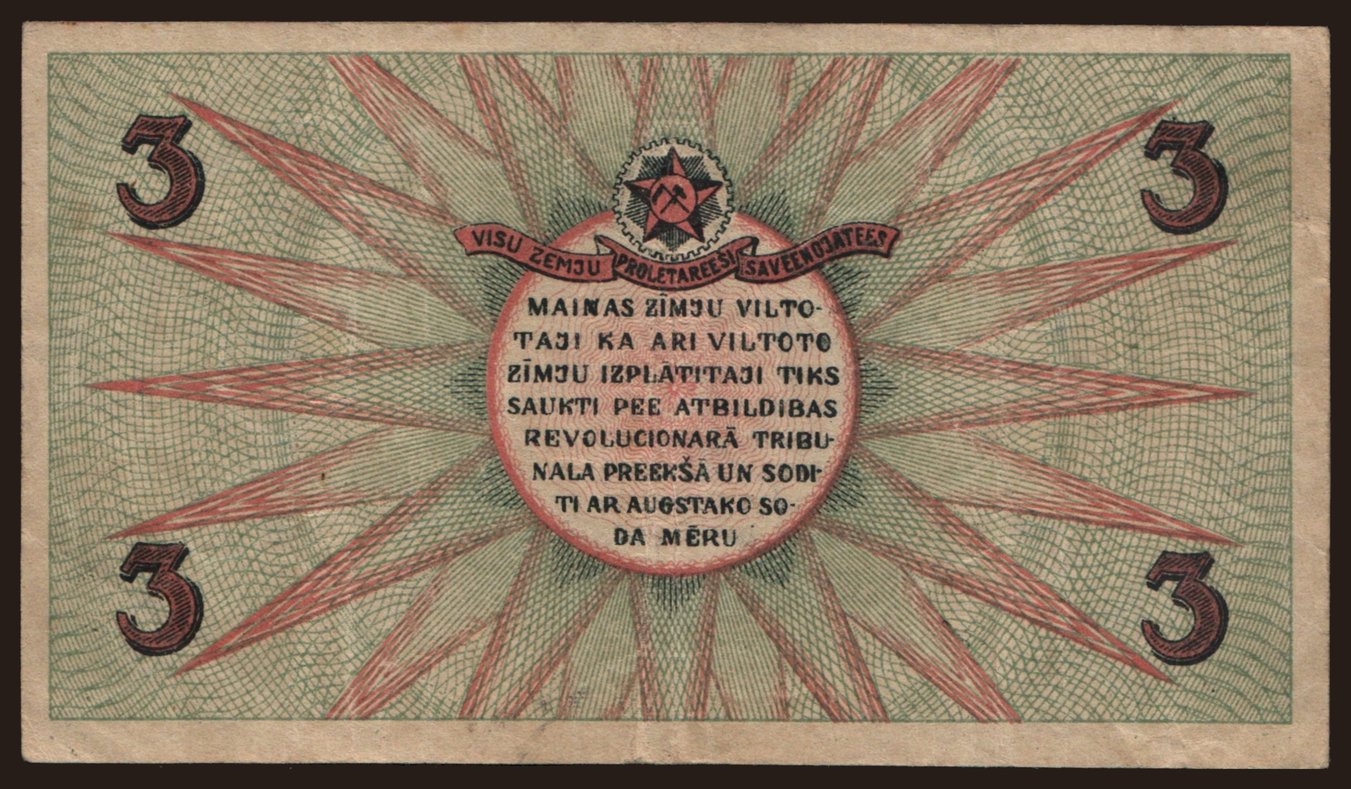 3 3
VISU ZEMJU PROLETAREEŠI SAVEENOJATEES
MAIŅAS ZĪMJU VILTO-
TAJI KA ARI VILTOTO
ZĪMJU IZPLĀTITAJI TIKS
SAUKTI PEE ATBILDĪBAS
REVOLUCIONARĀ TRIBU-
NALA PREEKŠĀ UN SODI-
TI AR AUGSTAKO SO-
DA MĒRU
3 3